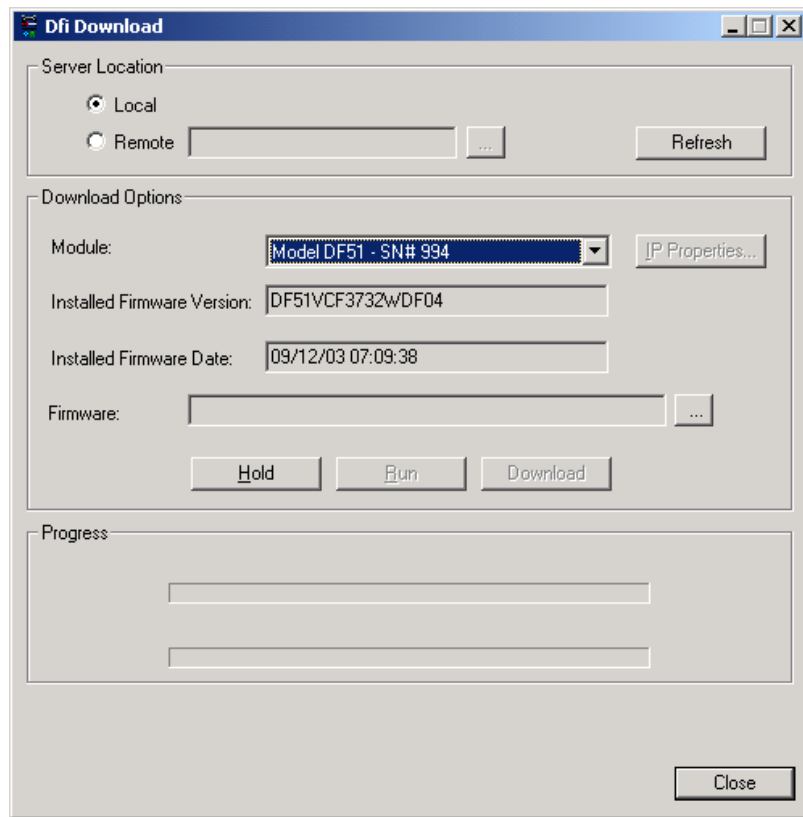 Dfi Download
Server Location
Local
Remote ... Refresh
Download Options
Module: Model DF51 - SN# 994 IP Properties...
Installed Firmware Version: DF51VCF3732WDF04
Installed Firmware Date: 09/12/03 07:09:38
Firmware: ...
Hold Run Download
Progress
Close